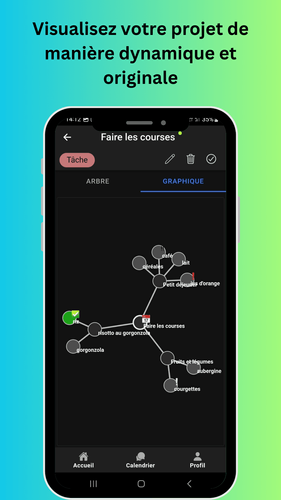 Visualisez votre projet de
manière dynamique et
originale
Faire les courses
Tâche
ARBRE
GRAPHIQUE
café
lait
céréales
Petit déjeuner
d'orange
riz
Faire les courses
risotto au gorgonzola
gorgonzola
Fruits et légumes
aubergine
courgettes
Accueil
Calendrier
Profil